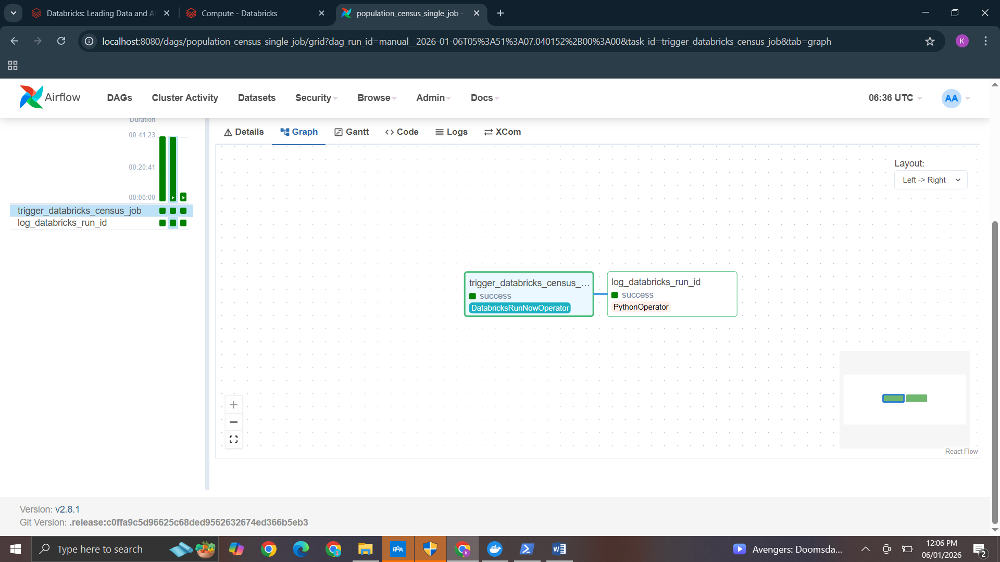 Databricks: Leading Data and A
Compute - Databricks
population_census_single_job -
localhost:8080/dags/population_census_single_job/grid?dag_run_id=manual__2026-01-06T05%3A51%3A07.040152%2B00%3A00&task_id=trigger_databricks_census_job&tab=graph
K
Airflow
DAGs
Cluster Activity
Datasets
Security
Browse
Admin
Docs
06:36 UTC
AA
Duration
00:41:23
00:20:41
00:00:00
trigger_databricks_census_job
log_databricks_run_id
Details
Graph
Gantt
Code
Logs
XCom
Layout:
Left -> Right
trigger_databricks_census_...
success
DatabricksRunNowOperator
log_databricks_run_id
success
PythonOperator
React Flow
Version: v2.8.1
Git Version: .release:c0ffa9c5d96625c68ded9562632674ed366b5eb3
Type here to search
Avengers: Doomsda...
12:06 PM
06/01/2026
2